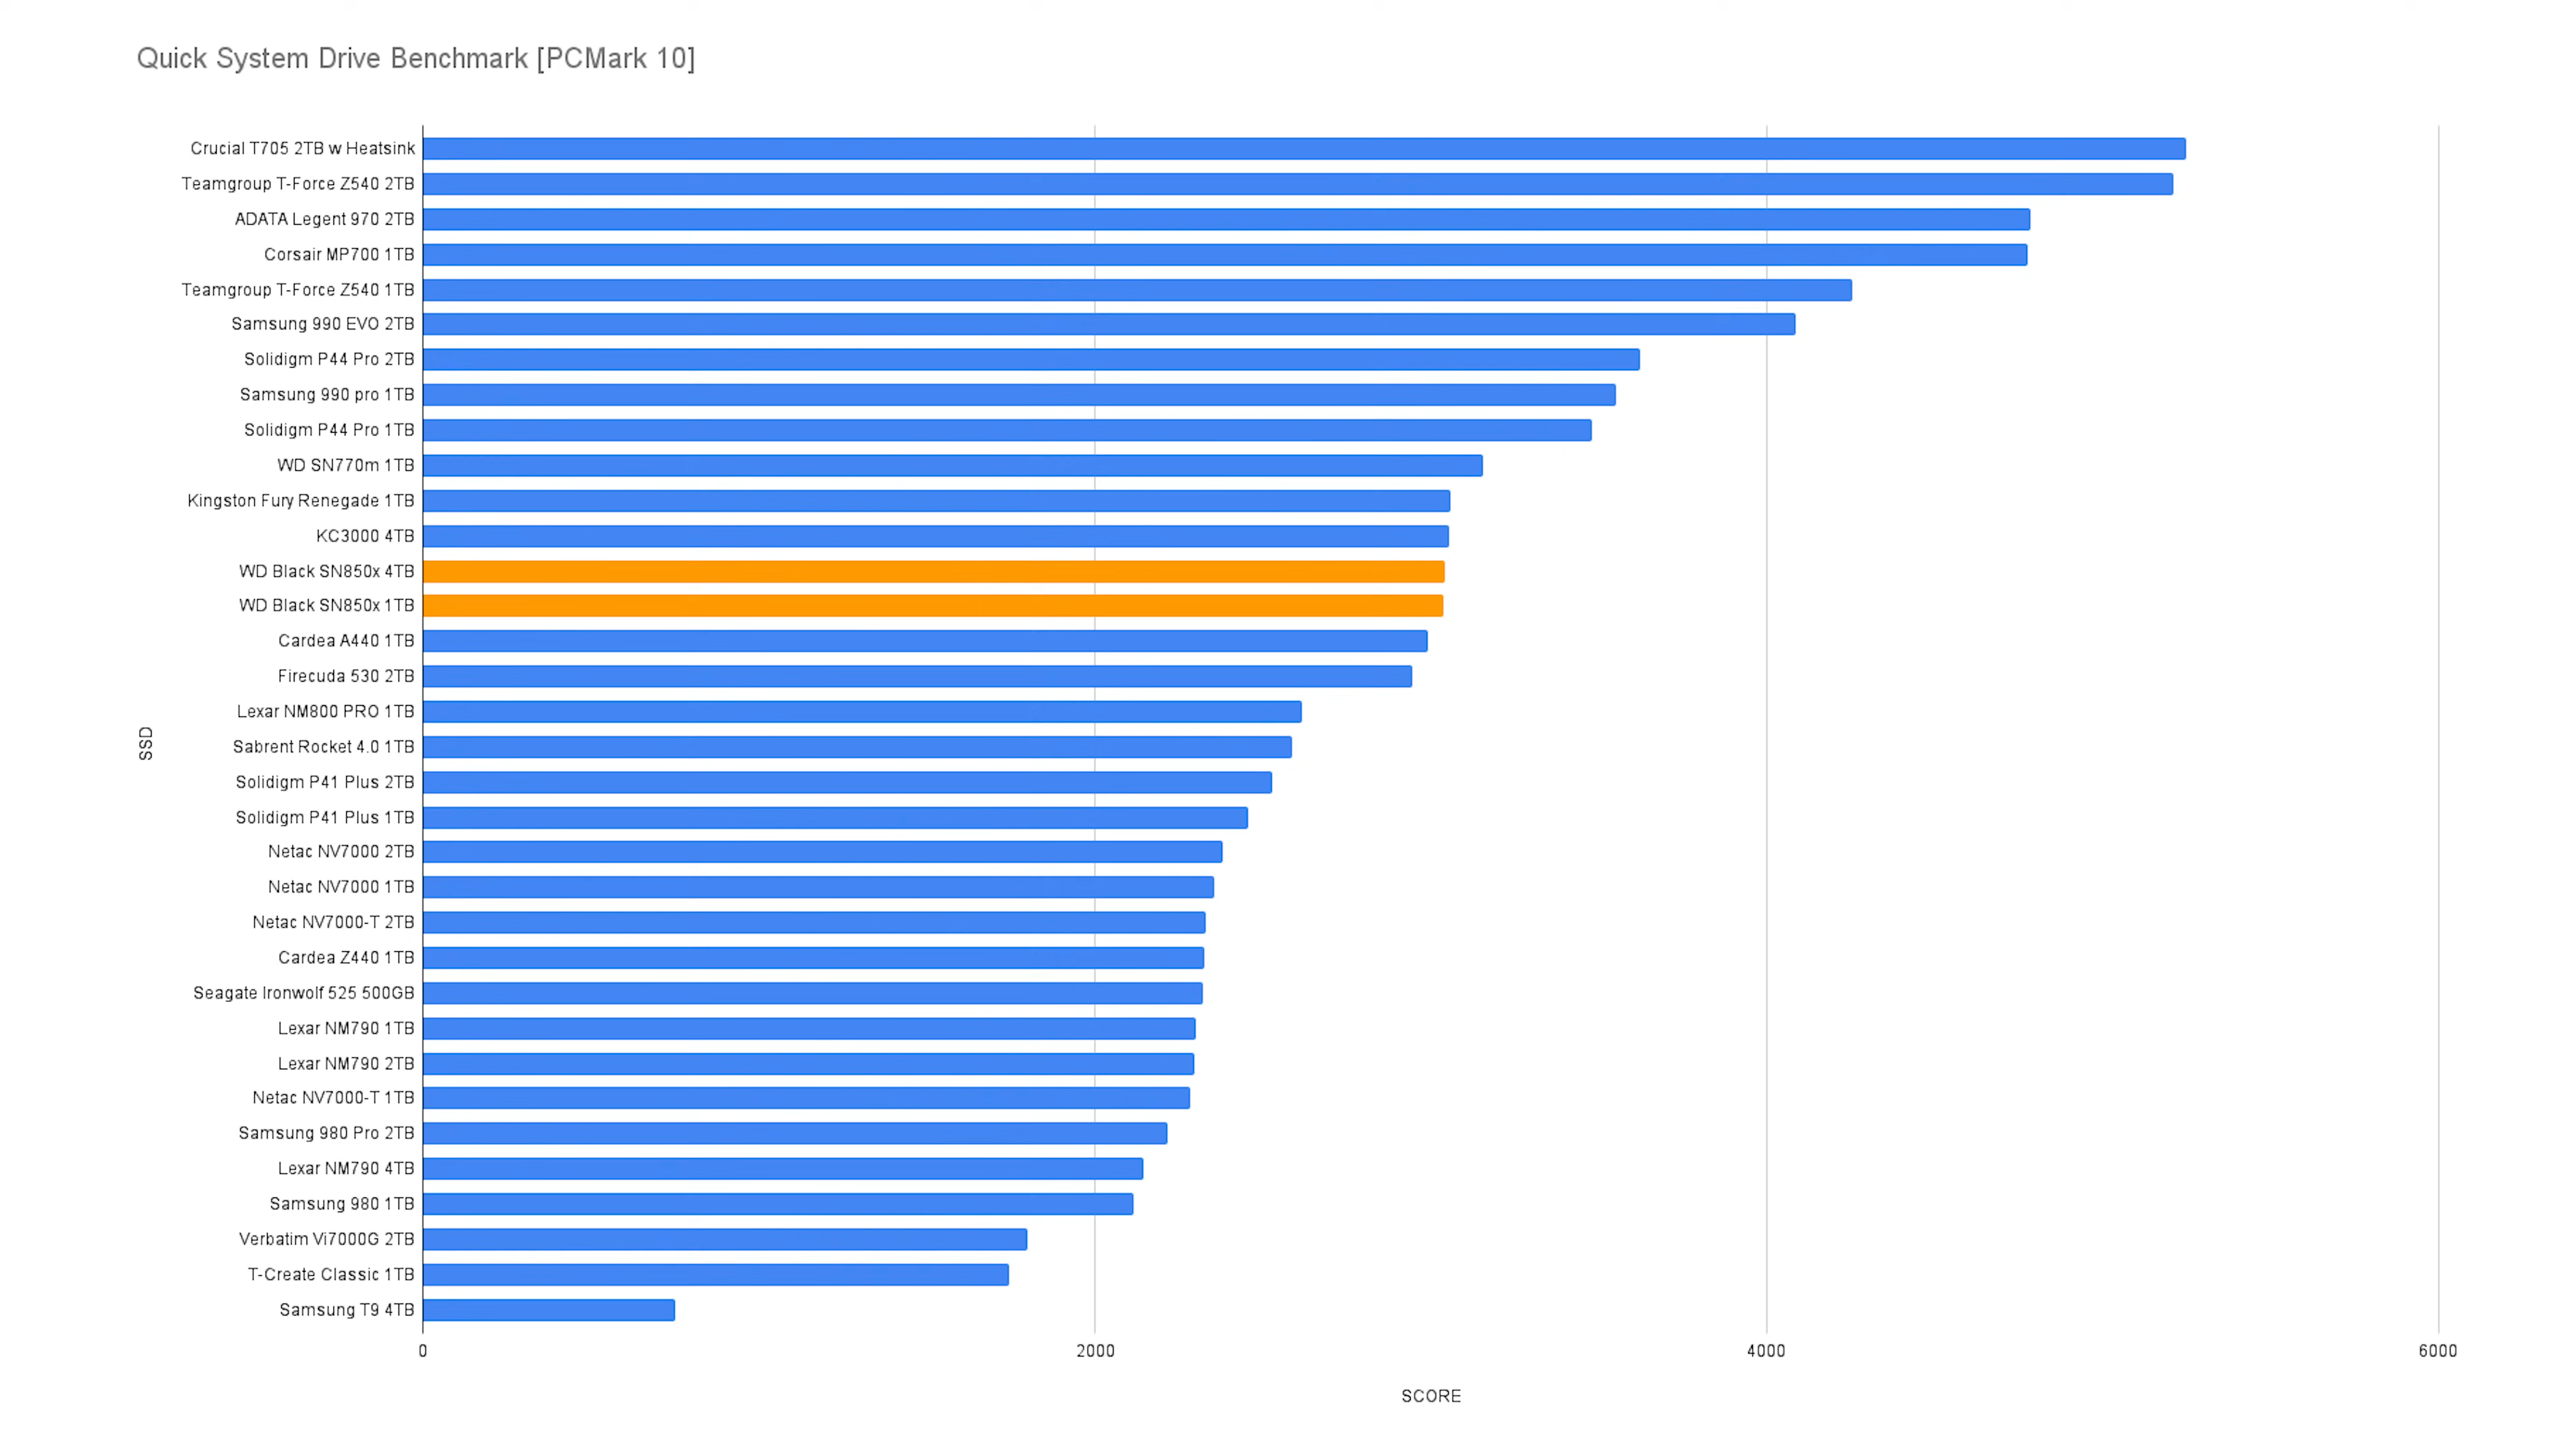 Quick System Drive Benchmark [PCMark 10]
Crucial T705 2TB w Heatsink
Teamgroup T-Force Z540 2TB
ADATA Legent 970 2TB
Corsair MP700 1TB
Teamgroup T-Force Z540 1TB
Samsung 990 EVO 2TB
Solidigm P44 Pro 2TB
Samsung 990 pro 1TB
Solidigm P44 Pro 1TB
WD SN770m 1TB
Kingston Fury Renegade 1TB
KC3000 4TB
WD Black SN850x 4TB
WD Black SN850x 1TB
Cardea A440 1TB
Firecuda 530 2TB
Lexar NM800 PRO 1TB
Sabrent Rocket 4.0 1TB
Solidigm P41 Plus 2TB
Solidigm P41 Plus 1TB
Netac NV7000 2TB
Netac NV7000 1TB
Netac NV7000-T 2TB
Cardea Z440 1TB
Seagate Ironwolf 525 500GB
Lexar NM790 1TB
Lexar NM790 2TB
Netac NV7000-T 1TB
Samsung 980 Pro 2TB
Lexar NM790 4TB
Samsung 980 1TB
Verbatim Vi7000G 2TB
T-Create Classic 1TB
Samsung T9 4TB
SSD
0 2000 4000 6000
SCORE